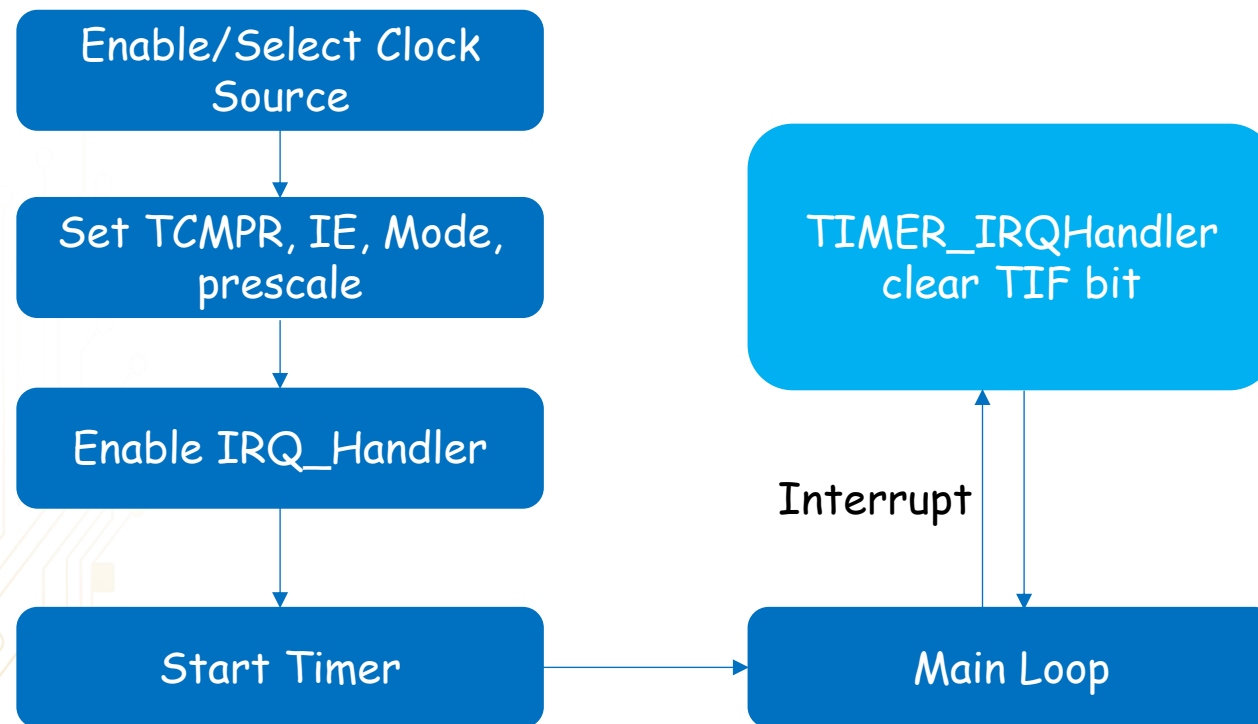 Enable/Select Clock
Source
Set TCMPR, IE, Mode,
prescale
Enable IRQ_Handler
Start Timer
TIMER_IRQHandler
clear TIF bit
Interrupt
Main Loop